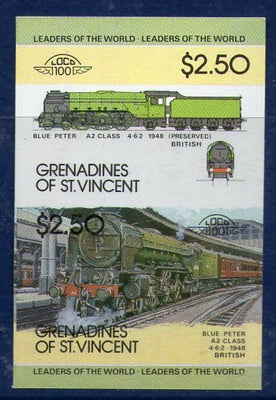 LEADERS OF THE WORLD · LEADERS OF THE WORLD
LOCO
100
$2.50
BLUE PETER A2 CLASS 4-6-2 1948 (PRESERVED)
BRITISH
GRENADINES
OF ST. VINCENT
$2.50
LOCO
100
GRENADINES
OF ST. VINCENT
BLUE PETER
A2 CLASS
4-6-2 1948
BRITISH
LEADERS OF THE WORLD · LEADERS OF THE WORLD